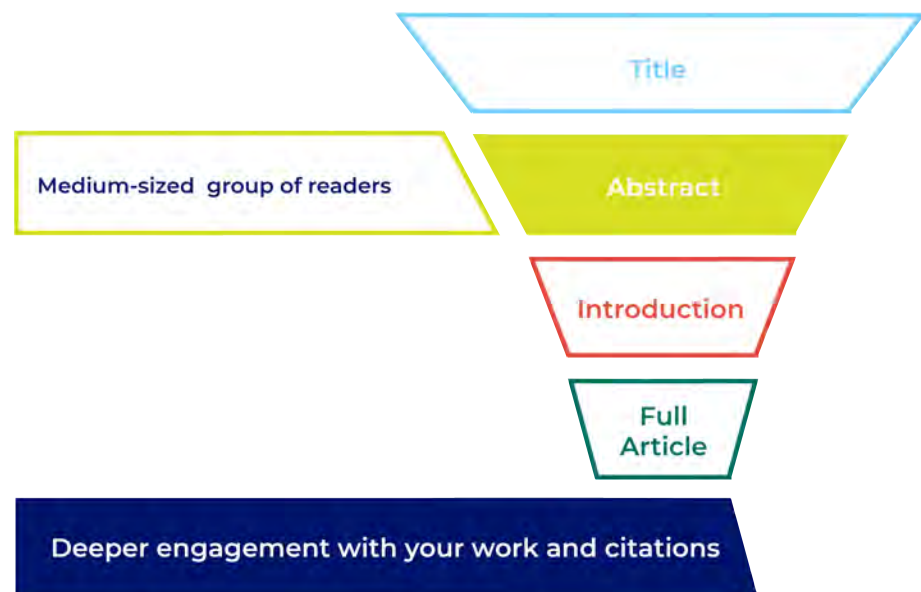 Title
Medium-sized group of readers
Abstract
Introduction
Full
Article
Deeper engagement with your work and citations